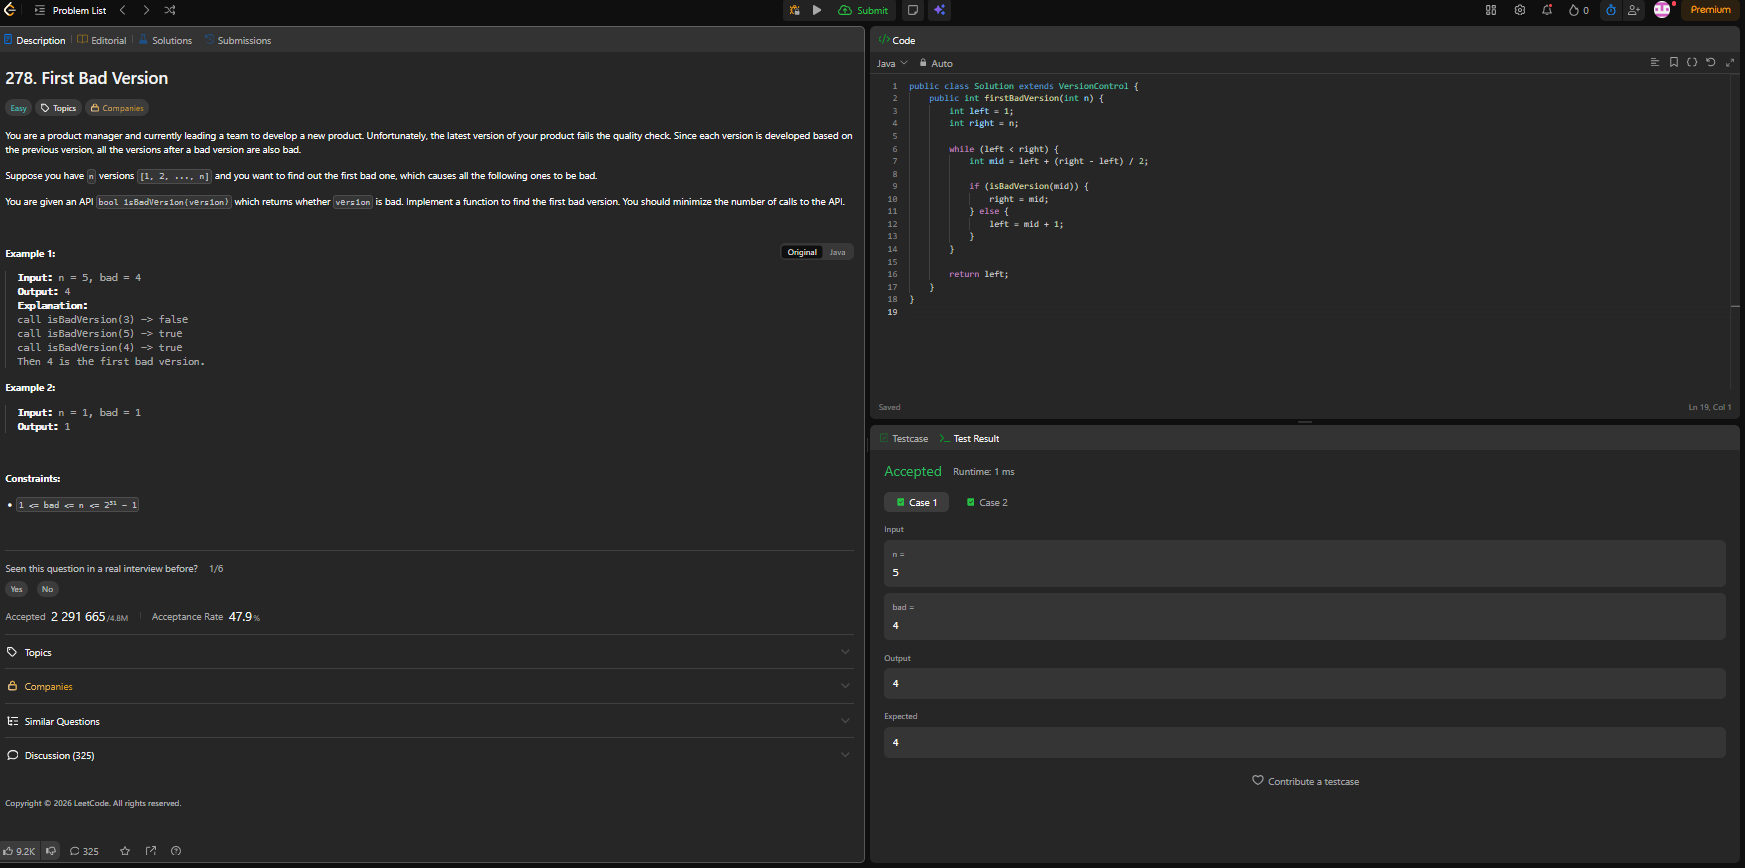 Problem List
Submit
0
Premium
Description
Editorial
Solutions
Submissions
278. First Bad Version
Easy
Topics
Companies
You are a product manager and currently leading a team to develop a new product. Unfortunately, the latest version of your product fails the quality check. Since each version is developed based on
the previous version, all the versions after a bad version are also bad.
Suppose you have n versions [1, 2, ..., n] and you want to find out the first bad one, which causes all the following ones to be bad.
You are given an API bool isBadVersion(version) which returns whether version is bad. Implement a function to find the first bad version. You should minimize the number of calls to the API.
Original
Java
Example 1:
Input: n = 5, bad = 4
Output: 4
Explanation:
call isBadVersion(3) -> false
call isBadVersion(5) -> true
call isBadVersion(4) -> true
Then 4 is the first bad version.
Example 2:
Input: n = 1, bad = 1
Output: 1
Constraints:
• 1 <= bad <= n <= 2³¹ - 1
Seen this question in a real interview before? 1/6
Yes
No
Accepted 2 291 665/4.8M
Acceptance Rate 47.9%
Topics
Companies
Similar Questions
Discussion (325)
Copyright © 2026 LeetCode. All rights reserved.
9.2K
325
</> Code
Java
Auto
1 public class Solution extends VersionControl {
2     public int firstBadVersion(int n) {
3         int left = 1;
4         int right = n;
5
6         while (left < right) {
7             int mid = left + (right - left) / 2;
8
9             if (isBadVersion(mid)) {
10                 right = mid;
11             } else {
12                 left = mid + 1;
13             }
14         }
15
16         return left;
17     }
18 }
19
Saved
Ln 19, Col 1
Testcase
>_ Test Result
Accepted
Runtime: 1 ms
Case 1
Case 2
Input
n =
5
bad =
4
Output
4
Expected
4
Contribute a testcase